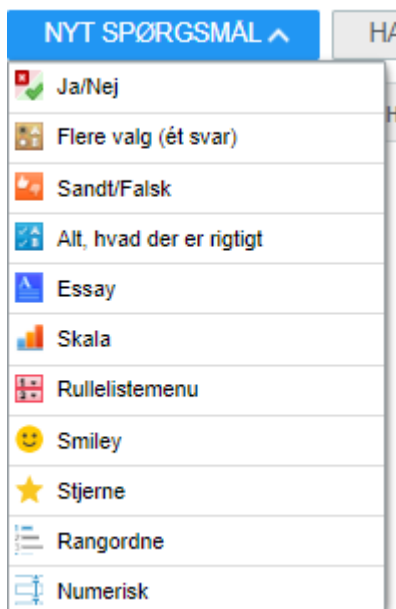 NYT SPØRGSMÅL
Ja/Nej
Flere valg (ét svar)
Sandt/Falsk
Alt, hvad der er rigtigt
Essay
Skala
Rullelistemenu
Smiley
Stjerne
Rangordne
Numerisk